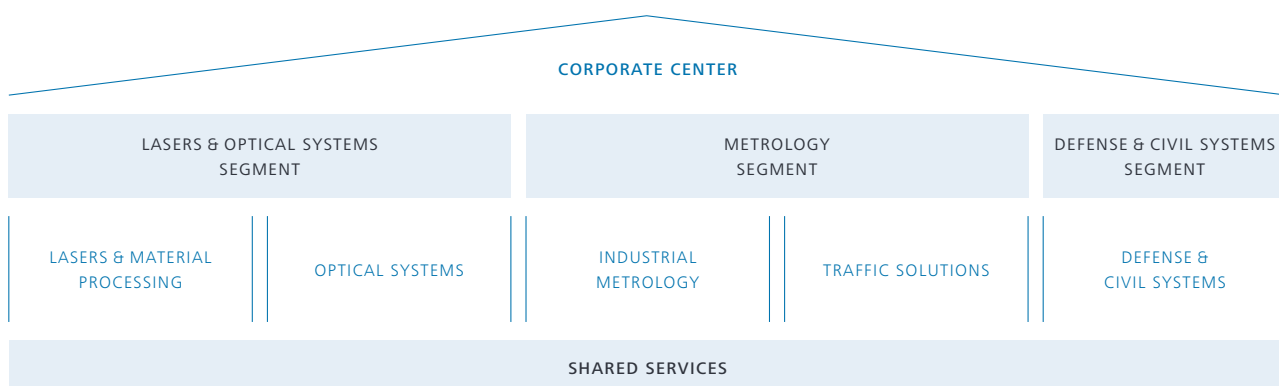 CORPORATE CENTER
LASERS & OPTICAL SYSTEMS
SEGMENT
METROLOGY
SEGMENT
DEFENSE & CIVIL SYSTEMS
SEGMENT
LASERS & MATERIAL
PROCESSING
OPTICAL SYSTEMS
INDUSTRIAL
METROLOGY
TRAFFIC SOLUTIONS
DEFENSE &
CIVIL SYSTEMS
SHARED SERVICES